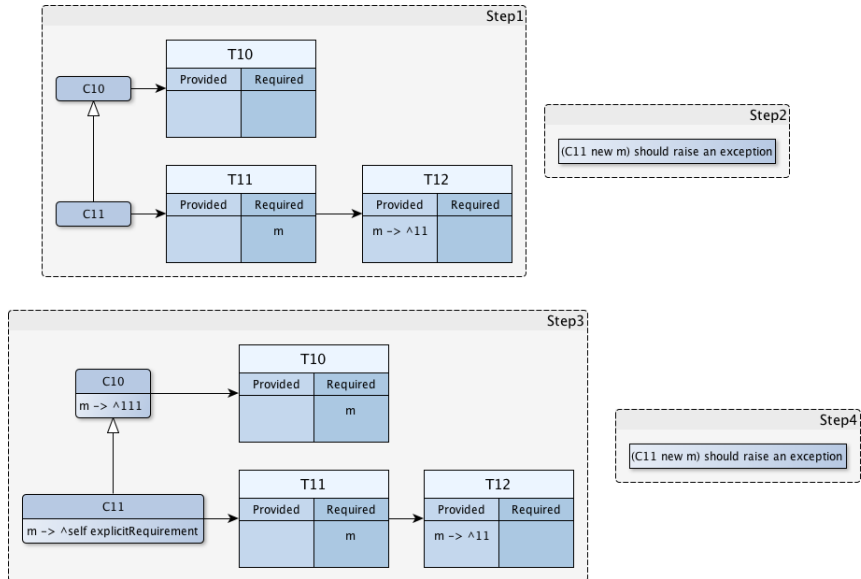 Step1
T10
Provided Required
C10
T11
Provided Required
m
T12
Provided Required
m -> ^11
C11
Step2
(C11 new m) should raise an exception
Step3
T10
Provided Required
m
C10
m -> ^111
T11
Provided Required
m
T12
Provided Required
m -> ^11
C11
m -> ^self explicitRequirement
Step4
(C11 new m) should raise an exception